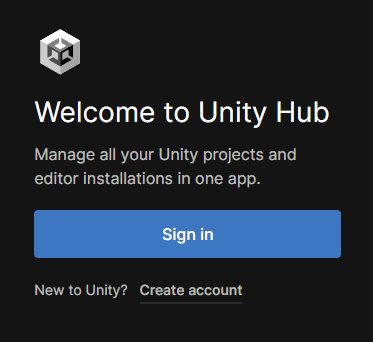 Welcome to Unity Hub
Manage all your Unity projects and
editor installations in one app.
Sign in
New to Unity? Create account